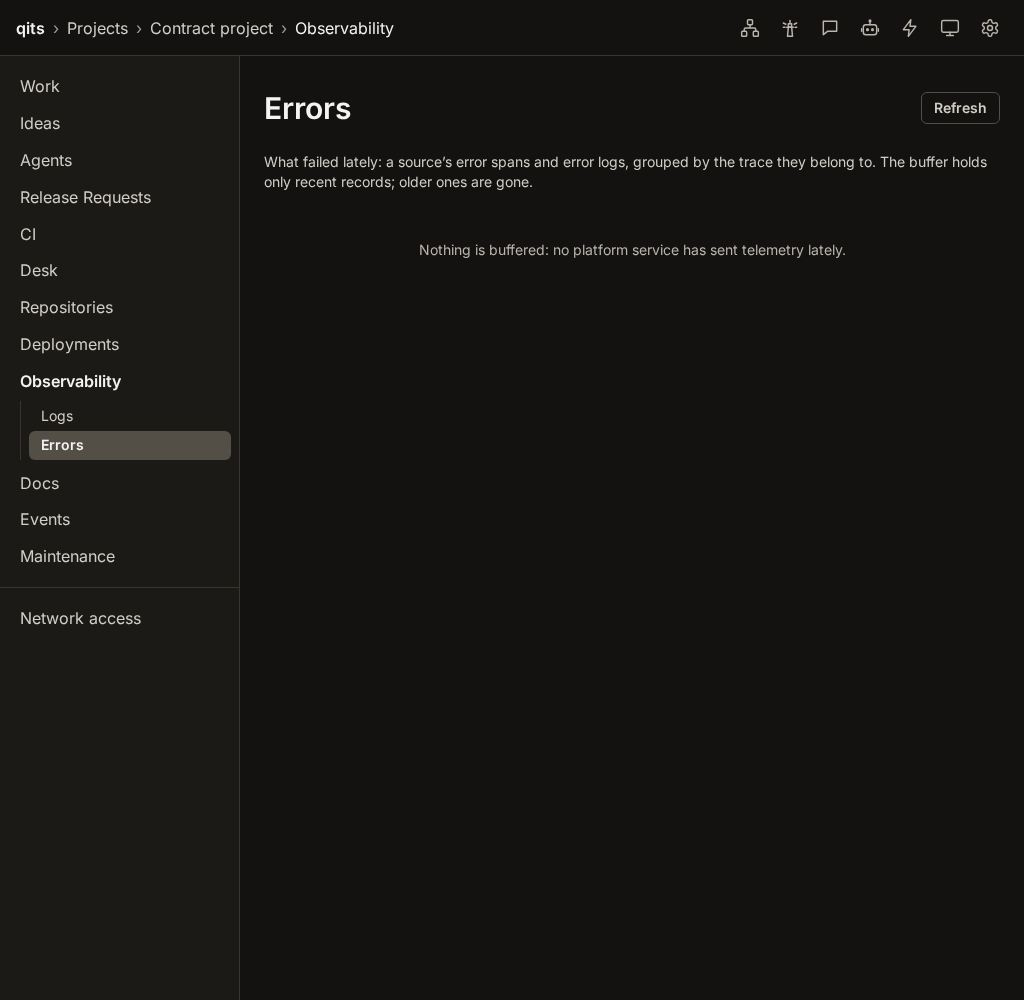 qits › Projects › Contract project › Observability
Work
Ideas
Agents
Release Requests
CI
Desk
Repositories
Deployments
Observability
Logs
Errors
Docs
Events
Maintenance
Network access
Errors
Refresh
What failed lately: a source’s error spans and error logs, grouped by the trace they belong to. The buffer holds
only recent records; older ones are gone.
Nothing is buffered: no platform service has sent telemetry lately.